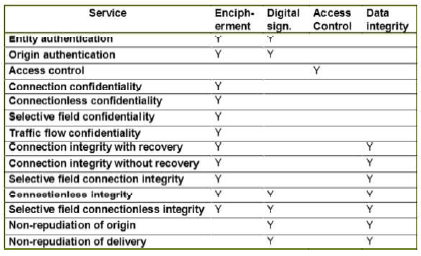 Service Encipherment Digital sign. Access Control Data integrity
Entity authentication Y Y
Origin authentication Y Y
Access control Y
Connection confidentiality Y
Connectionless confidentiality Y
Selective field confidentiality Y
Traffic flow confidentiality Y
Connection integrity with recovery Y Y
Connection integrity without recovery Y Y
Selective field connection integrity Y Y
Connectionless integrity Y Y Y
Selective field connectionless integrity Y Y Y
Non-repudiation of origin Y Y
Non-repudiation of delivery Y Y